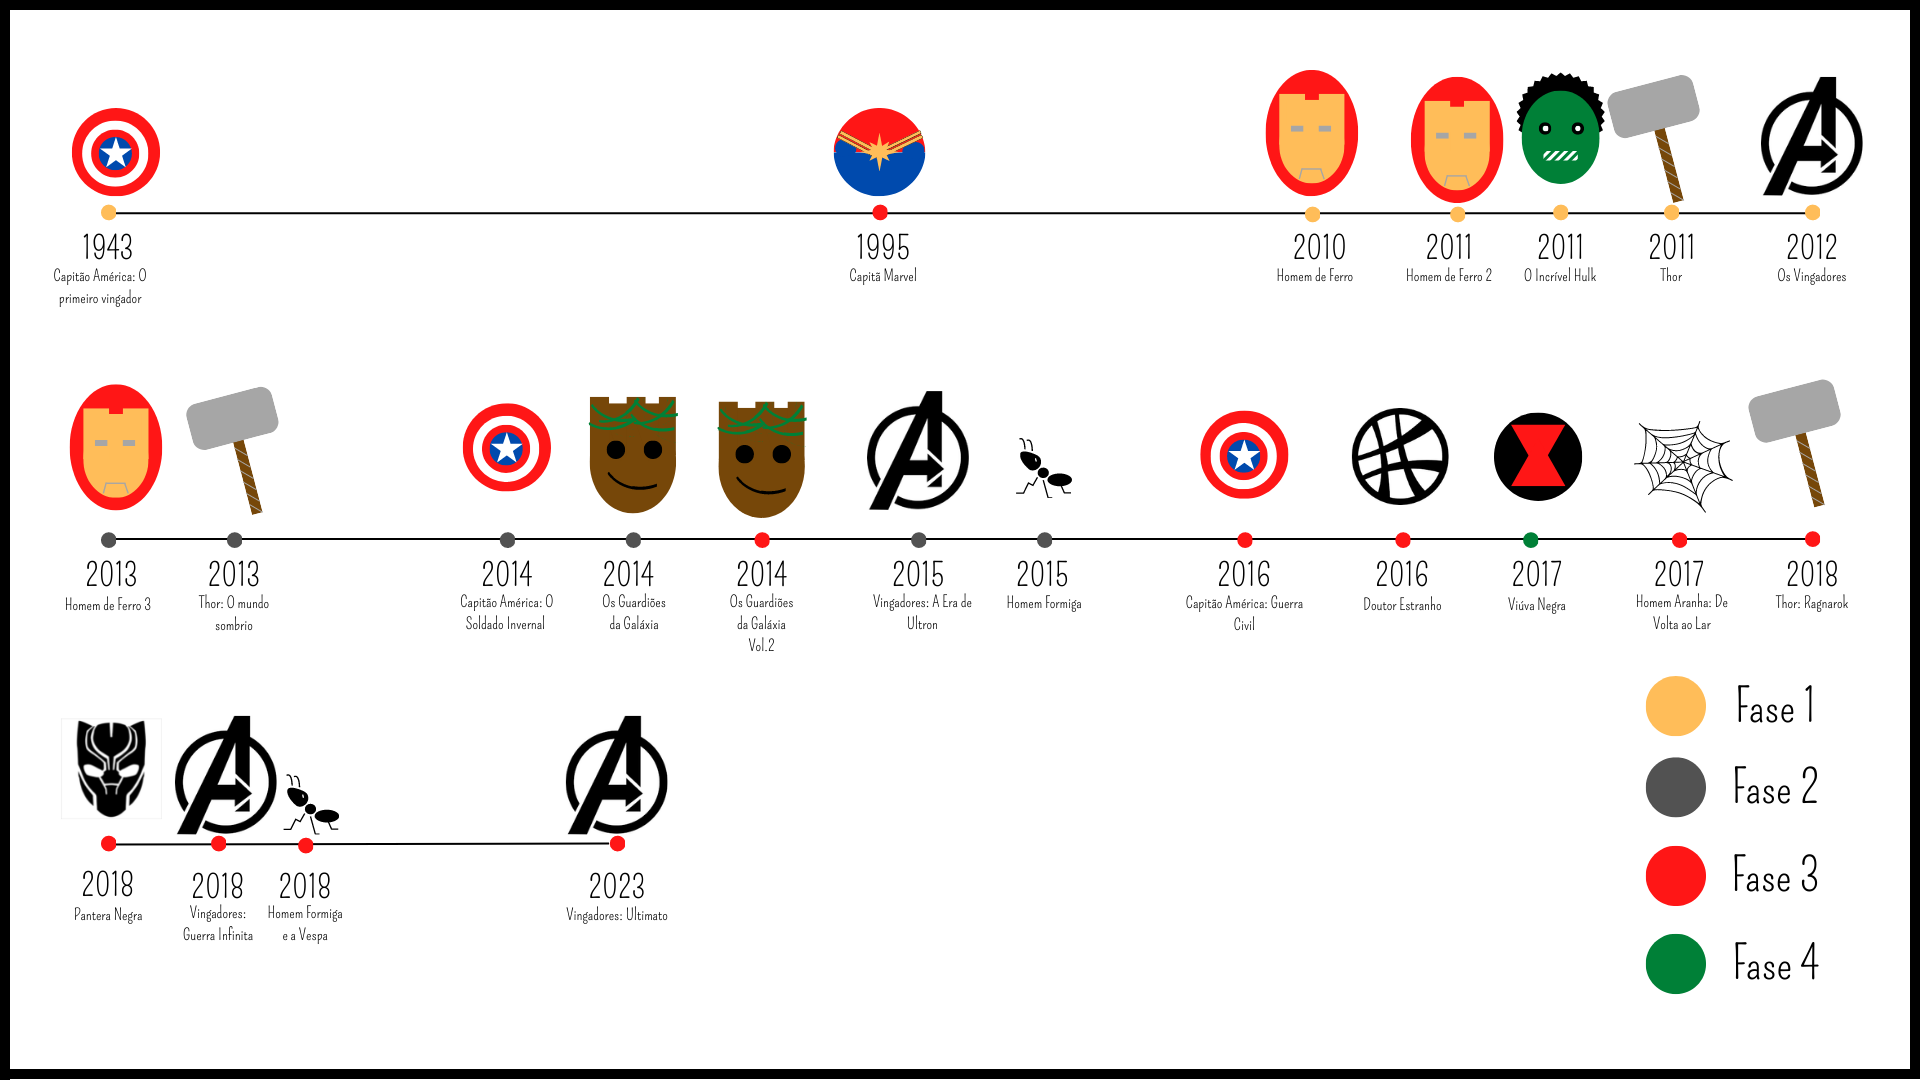 1943
Capitão América: O
primeiro vingador
1995
Capitã Marvel
2010
Homem de Ferro
2011
Homem de Ferro 2
2011
O Incrível Hulk
2011
Thor
2012
Os Vingadores
2013
Homem de Ferro 3
2013
Thor: O mundo
sombrio
2014
Capitão América: O
Soldado Invernal
2014
Os Guardiões
da Galáxia
2014
Os Guardiões
da Galáxia
Vol.2
2015
Vingadores: A Era de
Ultron
2015
Homem Formiga
2016
Capitão América: Guerra
Civil
2016
Doutor Estranho
2017
Viúva Negra
2017
Homem Aranha: De
Volta ao Lar
2018
Thor: Ragnarok
2018
Pantera Negra
2018
Vingadores:
Guerra Infinita
2018
Homem Formiga
e a Vespa
2023
Vingadores: Ultimato
Fase 1
Fase 2
Fase 3
Fase 4